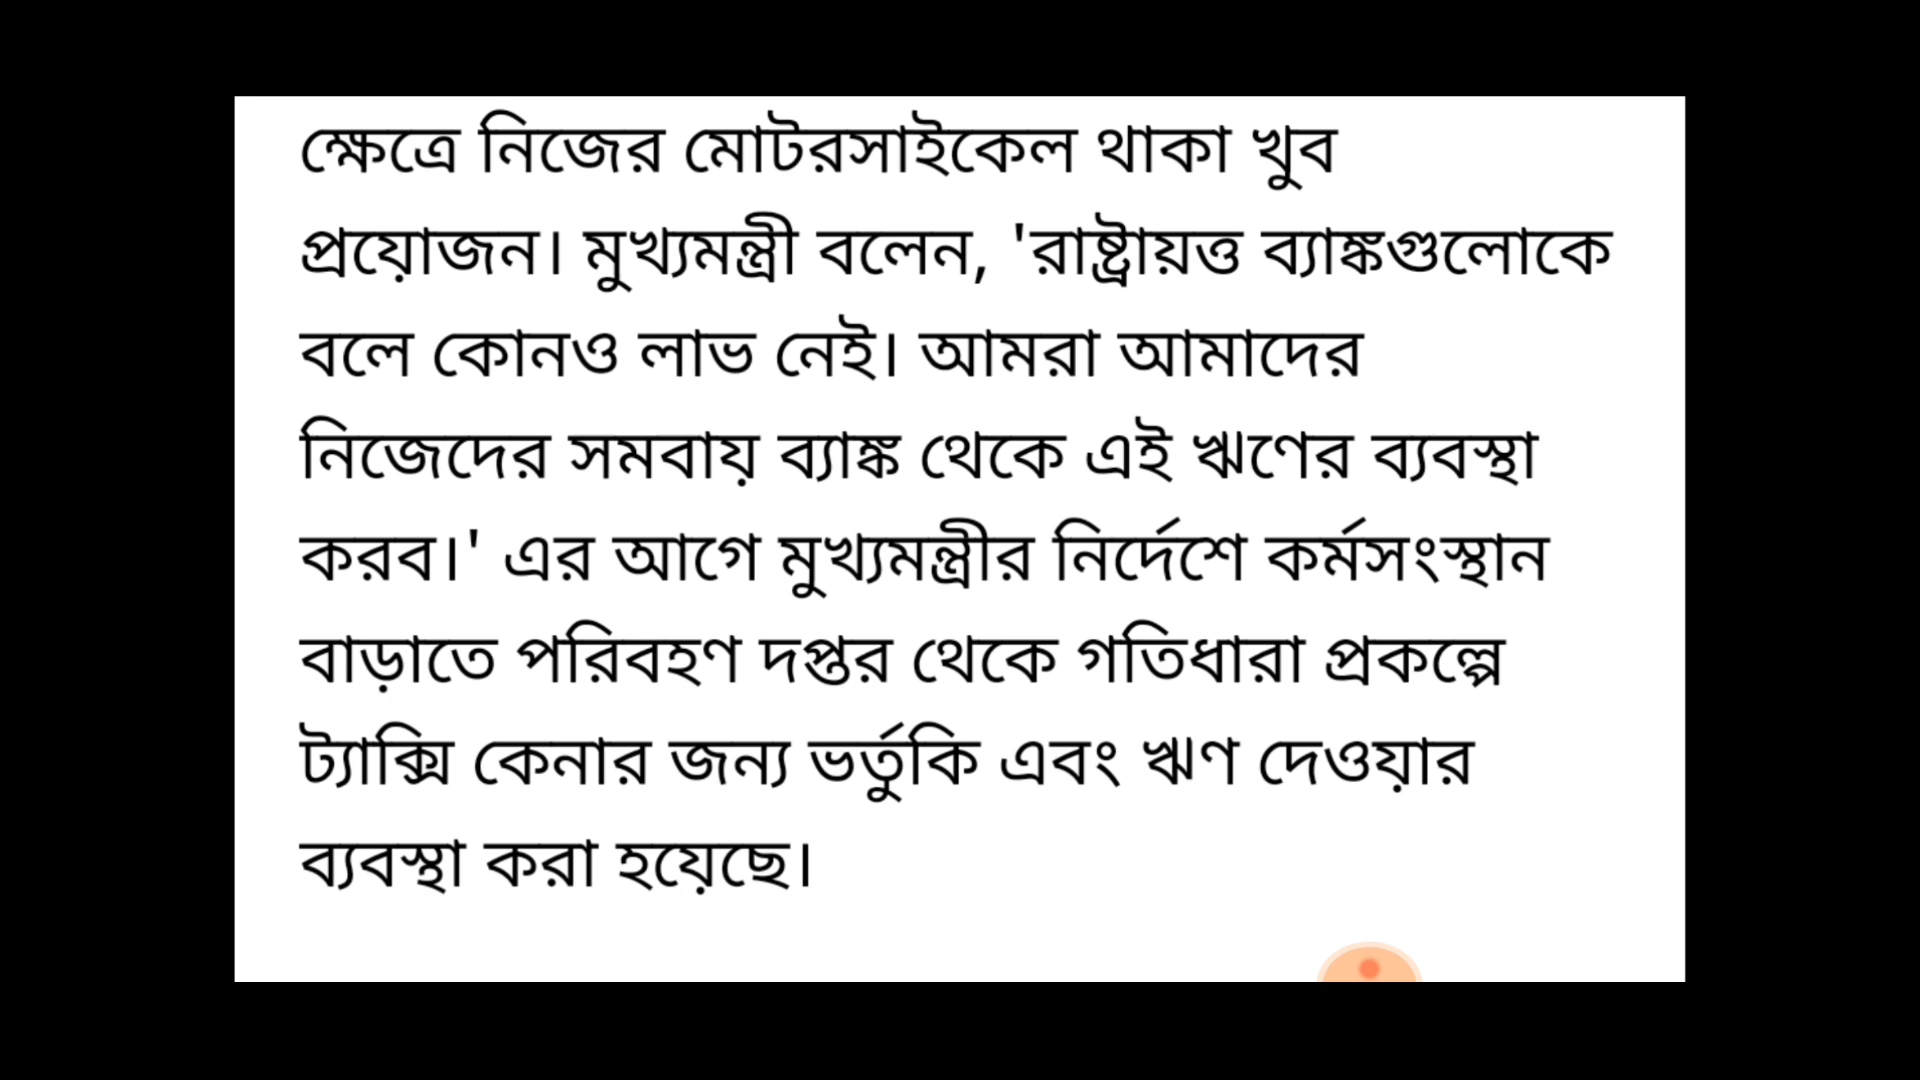 ক্ষেত্রে নিজের মোটরসাইকেল থাকা খুব
প্রয়োজন। মুখ্যমন্ত্রী বলেন, 'রাষ্ট্রায়ত্ত ব্যাঙ্কগুলোকে
বলে কোনও লাভ নেই। আমরা আমাদের
নিজেদের সমবায় ব্যাঙ্ক থেকে এই ঋণের ব্যবস্থা
করব।' এর আগে মুখ্যমন্ত্রীর নির্দেশে কর্মসংস্থান
বাড়াতে পরিবহণ দপ্তর থেকে গতিধারা প্রকল্পে
ট্যাক্সি কেনার জন্য ভর্তুকি এবং ঋণ দেওয়ার
ব্যবস্থা করা হয়েছে।